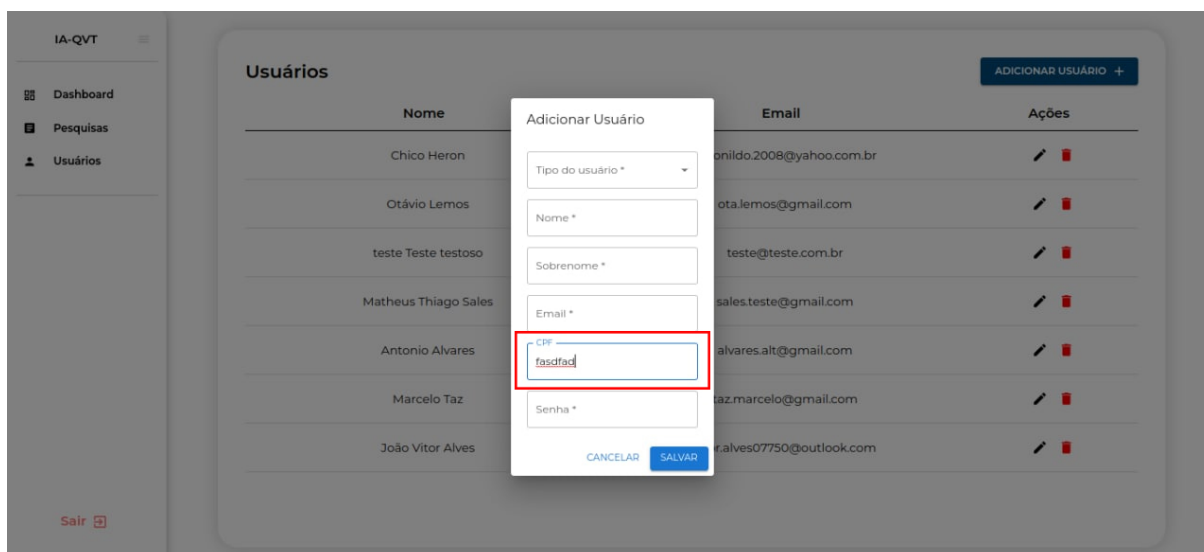 IA-QVT
Dashboard
Pesquisas
Usuários
Sair
Usuários
ADICIONAR USUÁRIO +
Nome Email Ações
Chico Heron onildo.2008@yahoo.com.br
Otávio Lemos ota.lemos@gmail.com
teste Teste testoso teste@teste.com.br
Matheus Thiago Sales sales.teste@gmail.com
Antonio Alvares alvares.alt@gmail.com
Marcelo Taz taz.marcelo@gmail.com
João Vitor Alves r.alves07750@outlook.com
Adicionar Usuário
Tipo do usuário *
Nome *
Sobrenome *
Email *
CPF
fasdfad
Senha *
CANCELAR SALVAR